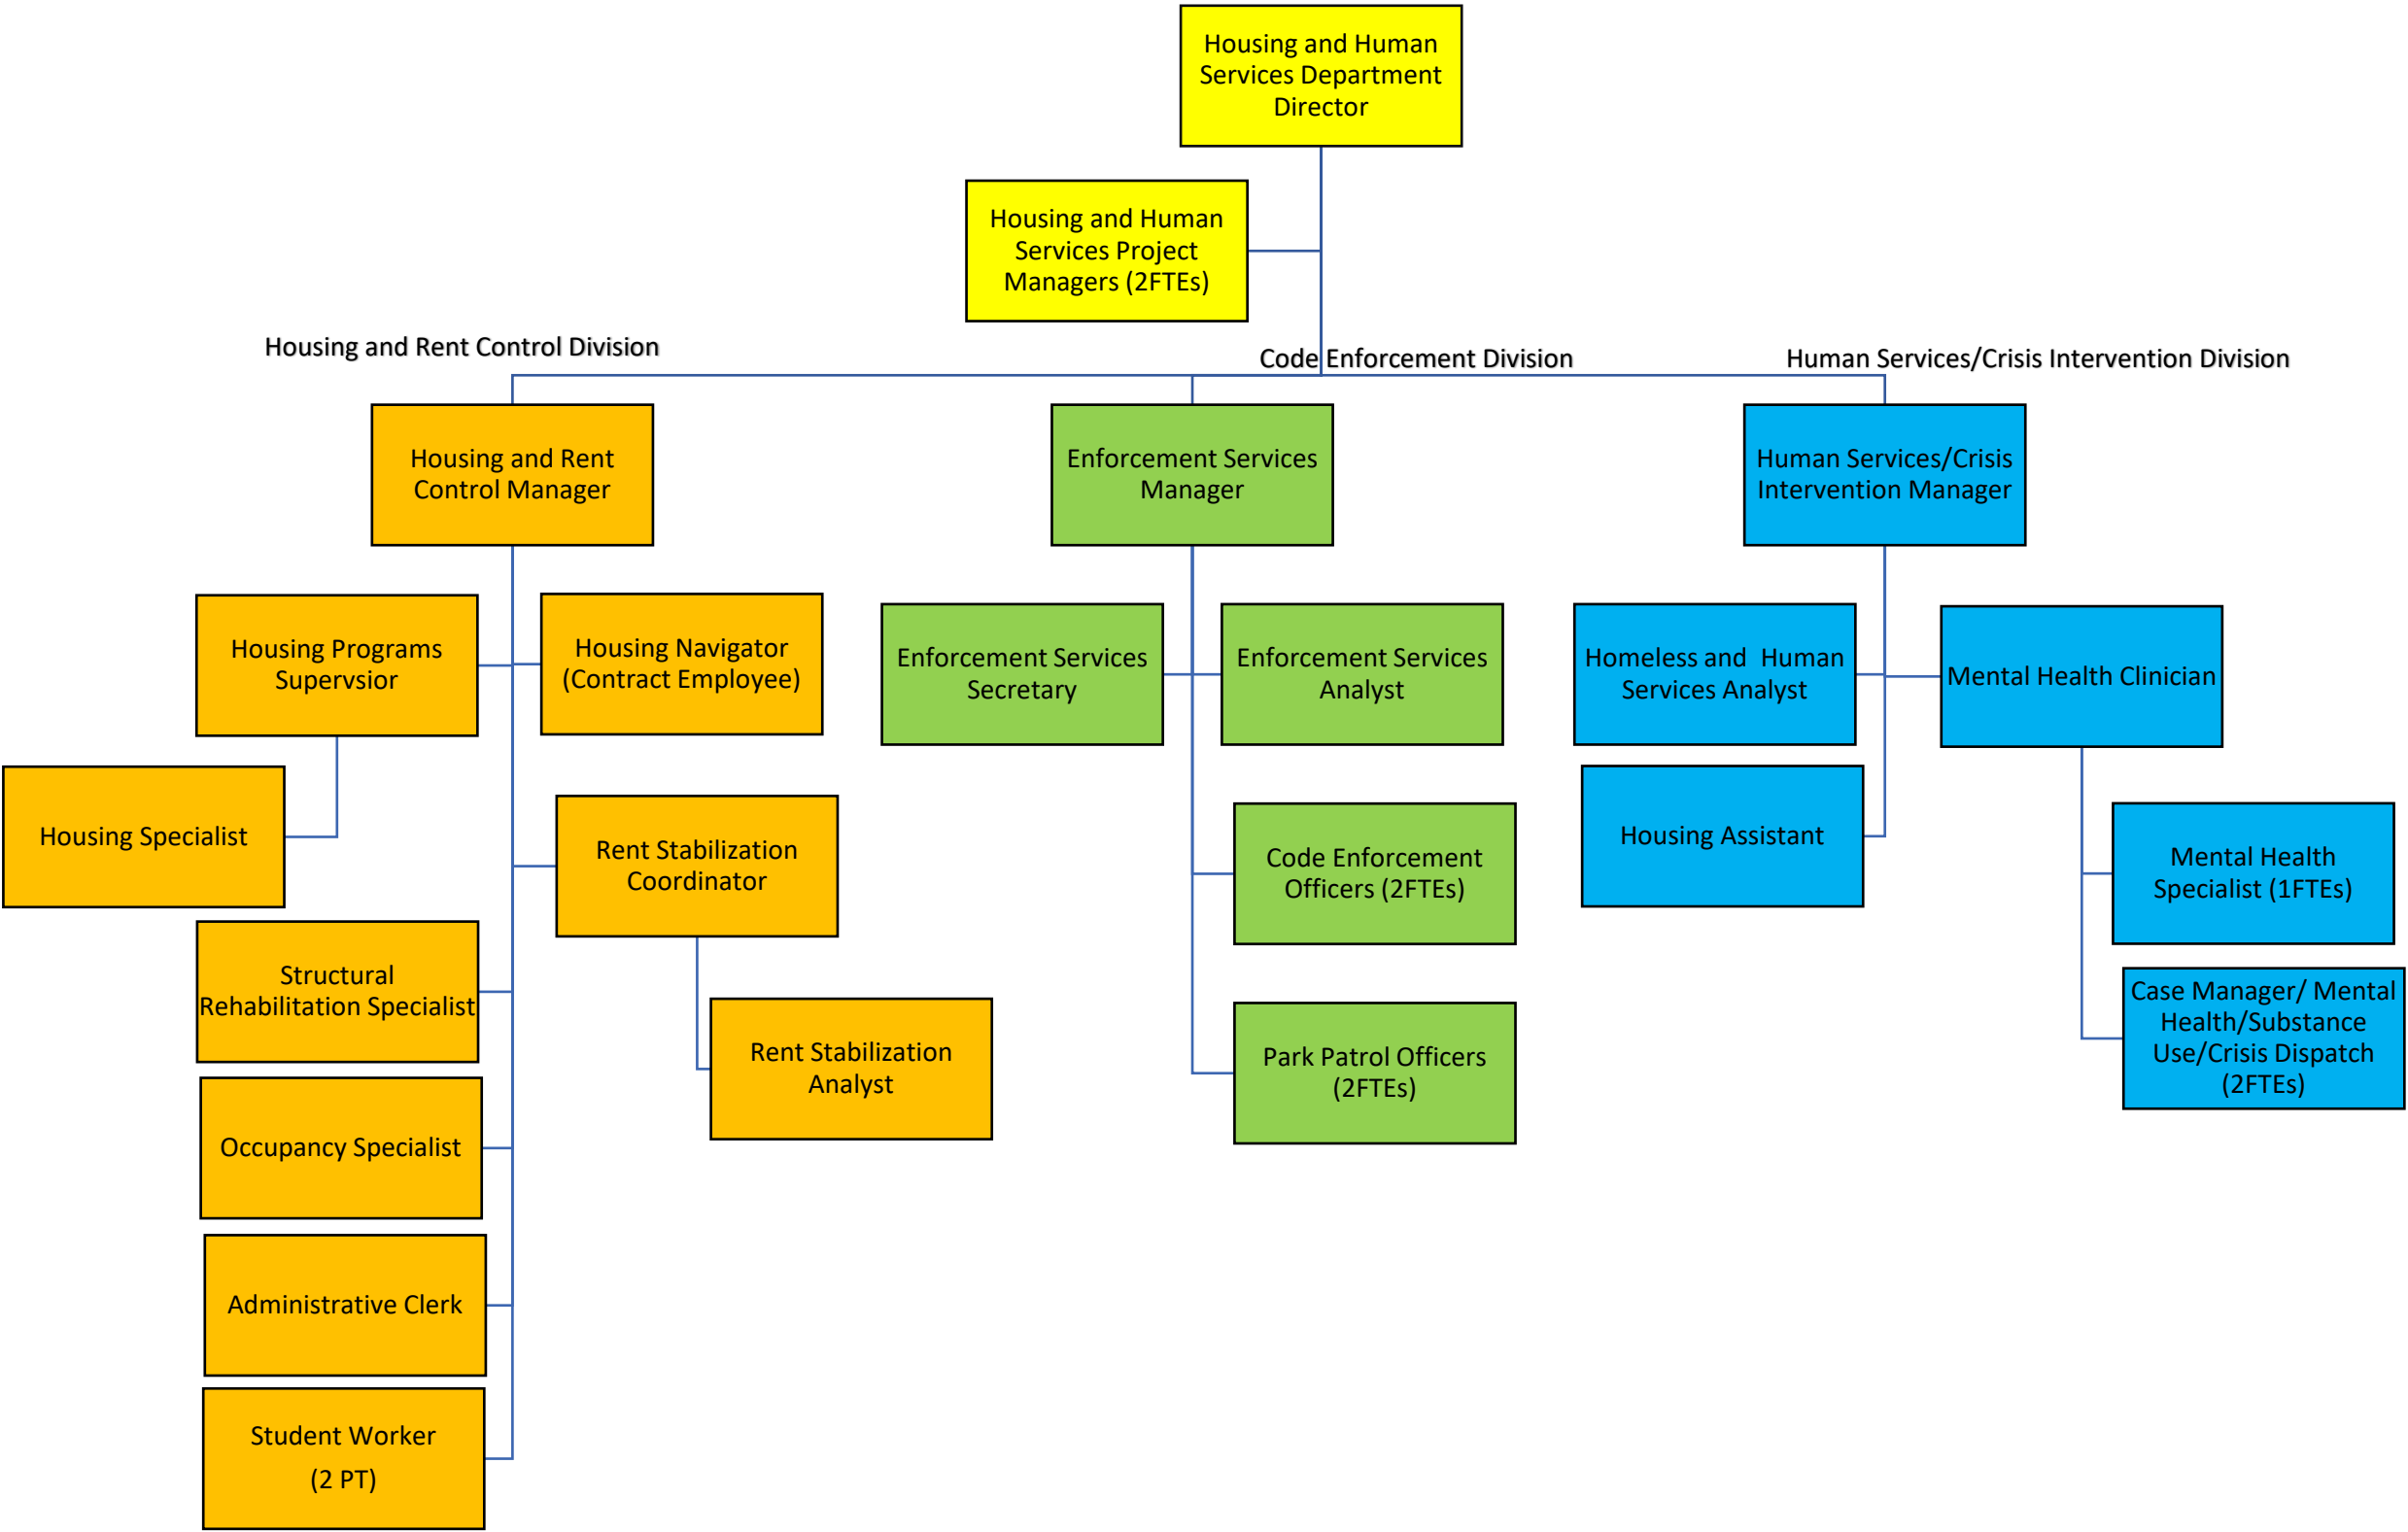 Housing and Human
Services Department
Director
Housing and Human
Services Project
Managers (2FTEs)
Housing and Rent Control Division
Code Enforcement Division
Human Services/Crisis Intervention Division
Housing and Rent
Control Manager
Enforcement Services
Manager
Human Services/Crisis
Intervention Manager
Housing Programs
Supervsior
Housing Navigator
(Contract Employee)
Enforcement Services
Secretary
Enforcement Services
Analyst
Homeless and  Human
Services Analyst
Mental Health Clinician
Housing Specialist
Rent Stabilization
Coordinator
Code Enforcement
Officers (2FTEs)
Housing Assistant
Mental Health
Specialist (1FTEs)
Structural
Rehabilitation Specialist
Rent Stabilization
Analyst
Park Patrol Officers
(2FTEs)
Case Manager/ Mental
Health/Substance
Use/Crisis Dispatch
(2FTEs)
Occupancy Specialist
Administrative Clerk
Student Worker
(2 PT)